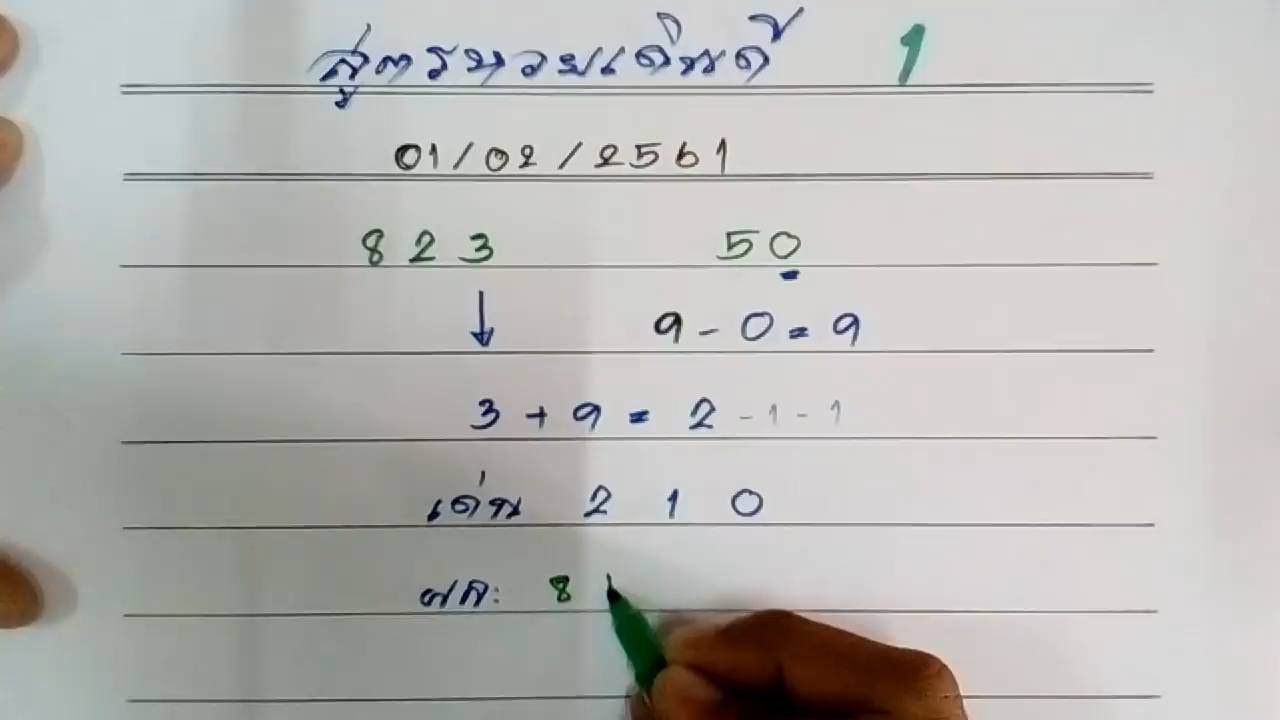 สูตรหวยเดินดี 1
01/02/2561
823 50
9-0=9
3+9=2-1-1
เด่น 2 1 0
ผล: 8